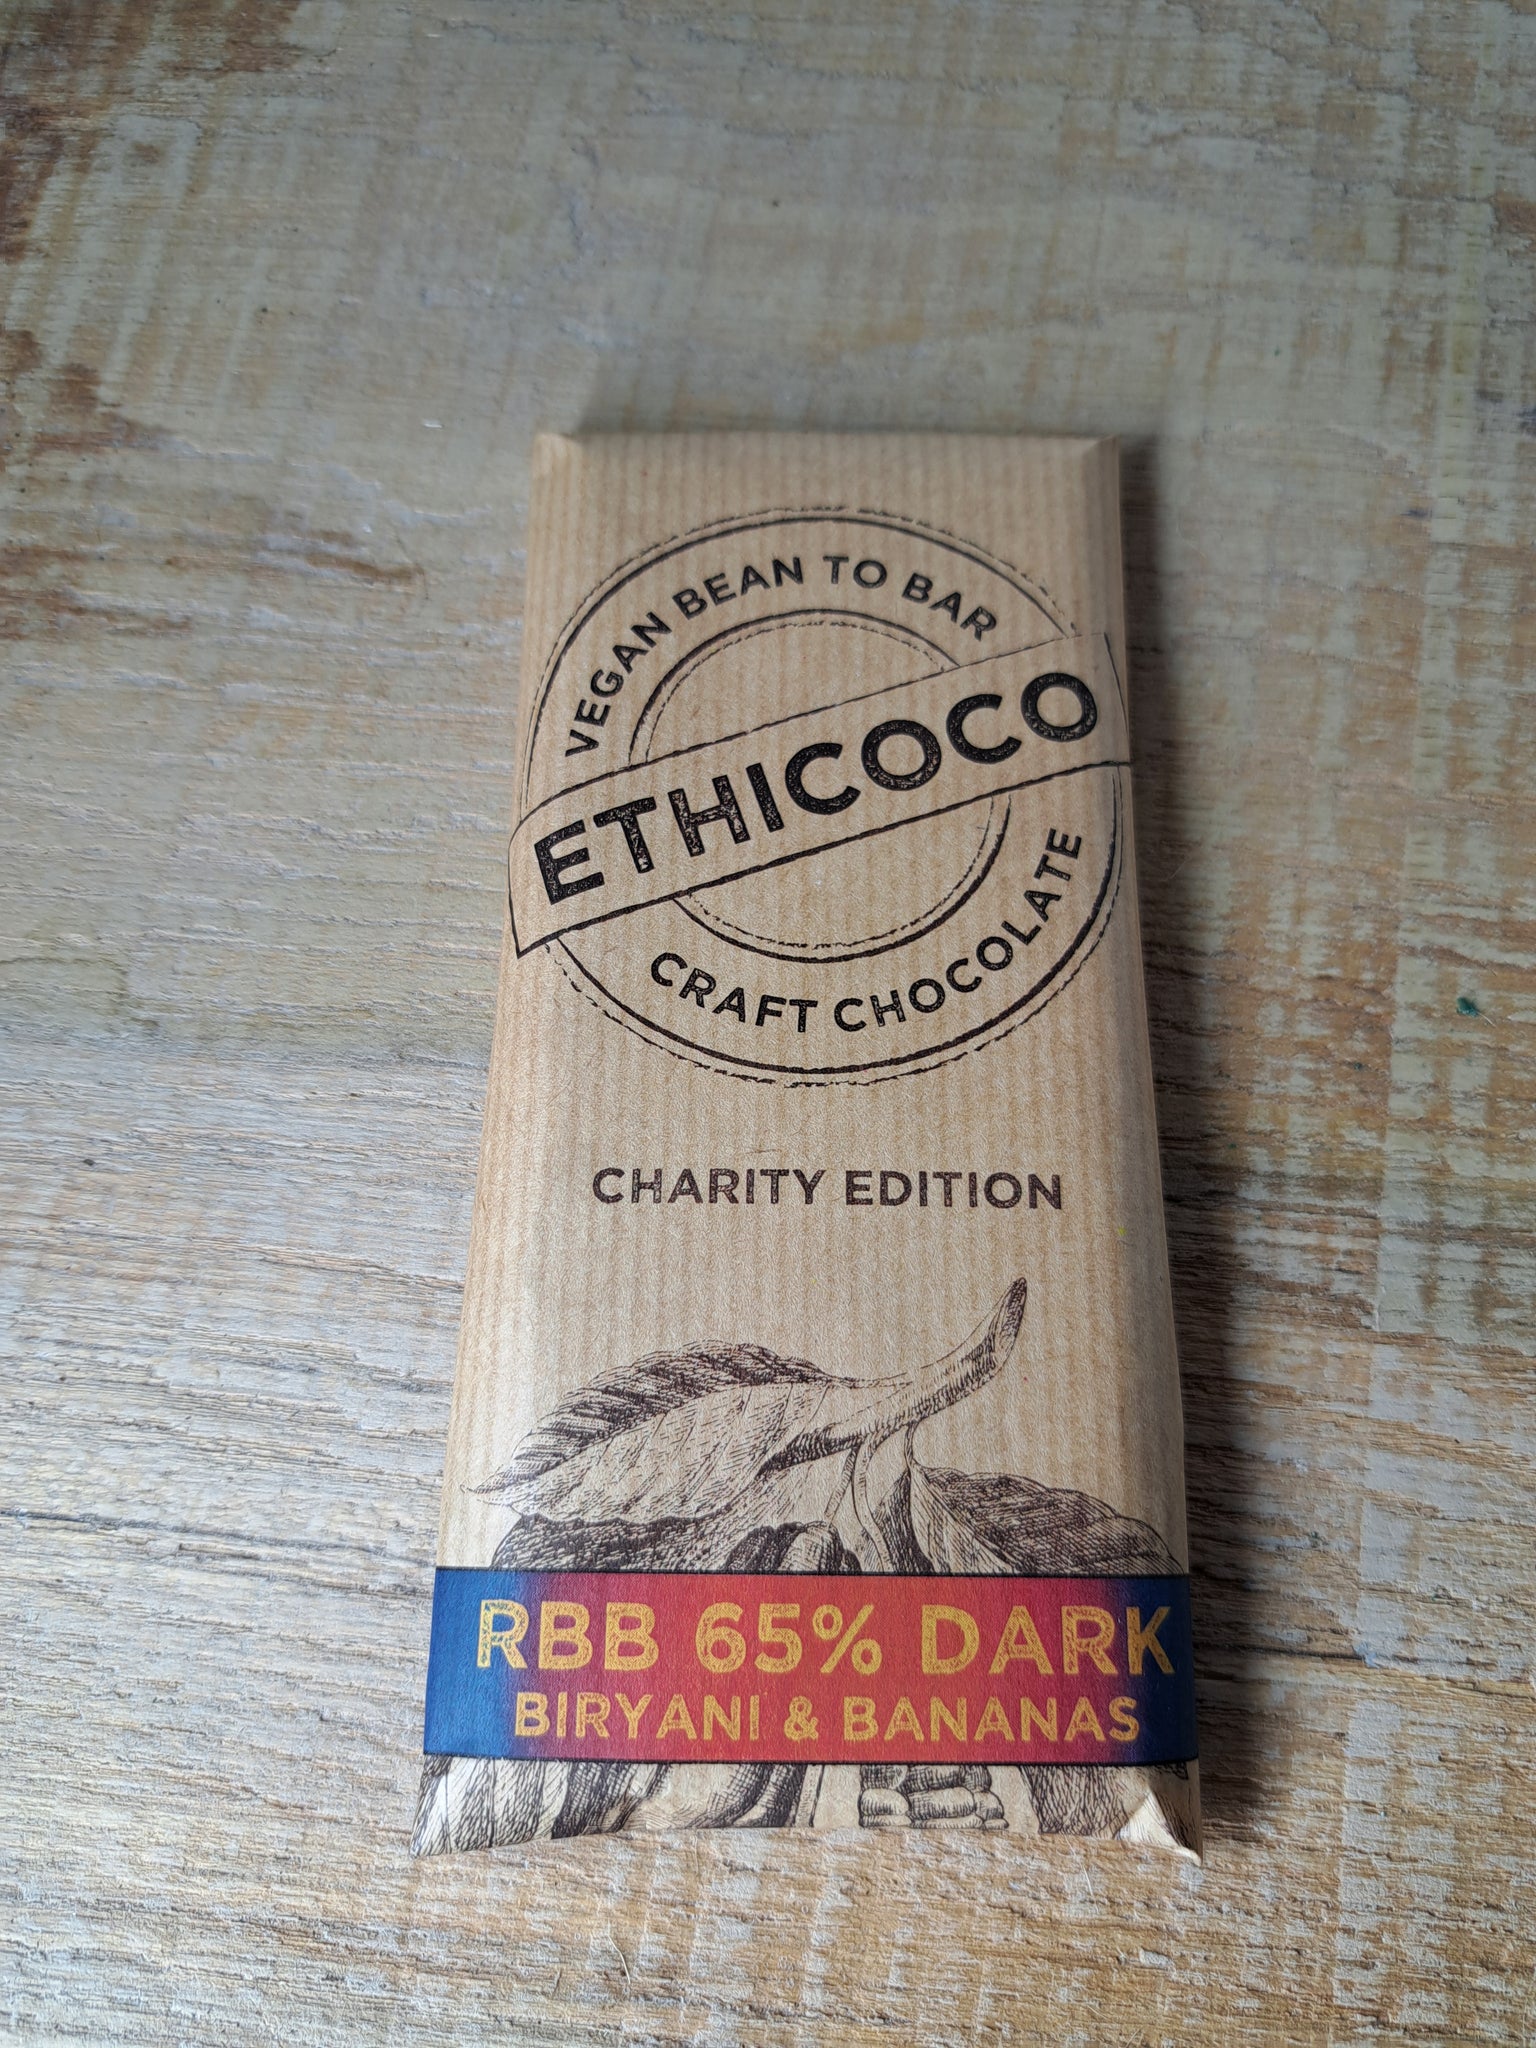 VEGAN BEAN TO BAR
ETHICOCO
CRAFT CHOCOLATE
CHARITY EDITION
RBB 65% DARK
BIRYANI & BANANAS